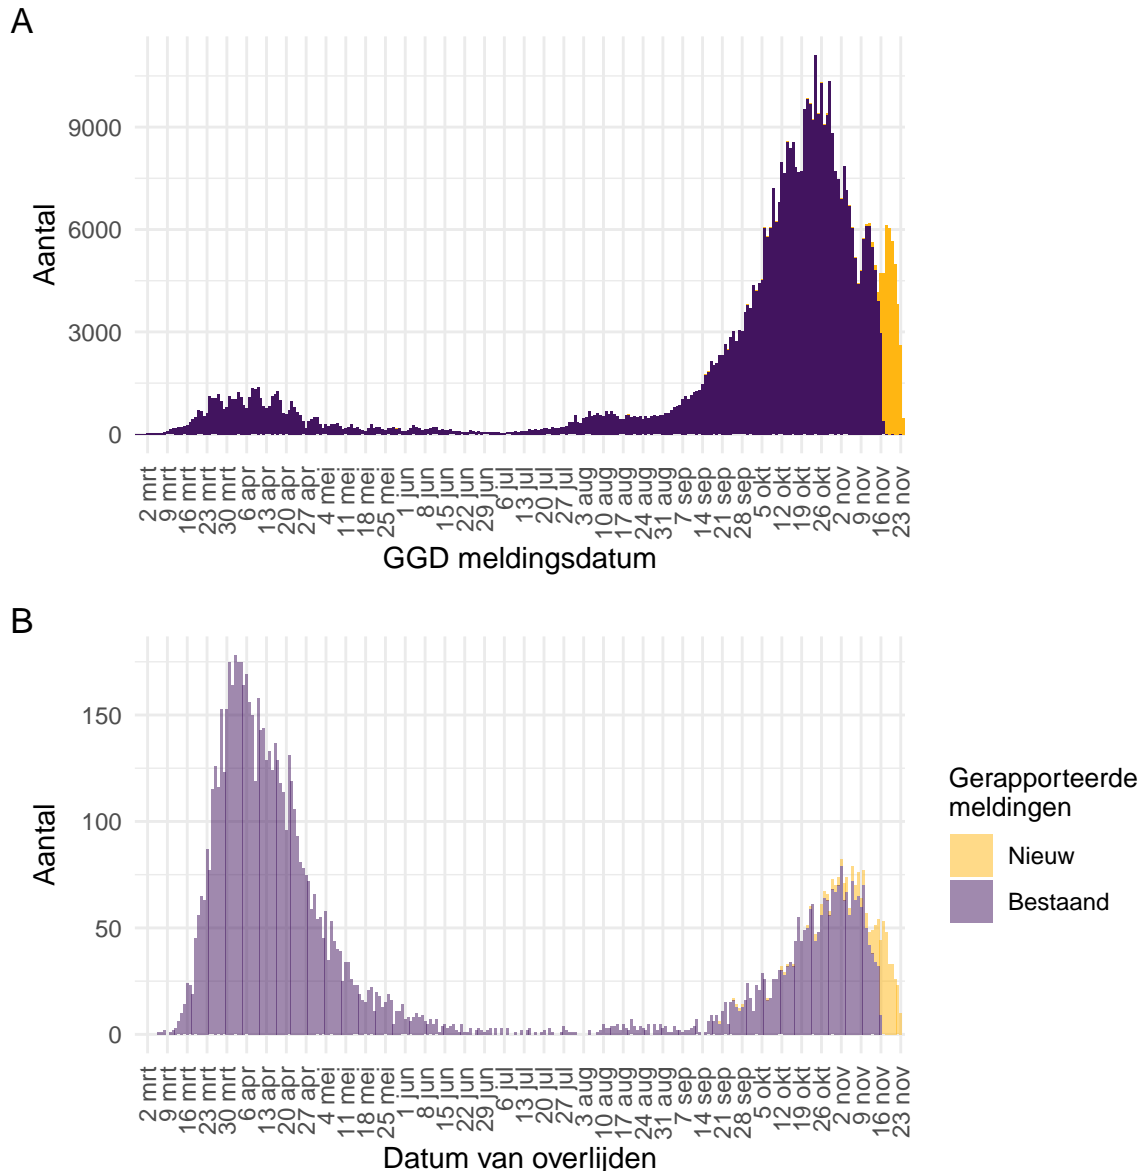 A
Aantal
9000
6000
3000
0
2 mrt
9 mrt
16 mrt
23 mrt
30 mrt
6 apr
13 apr
20 apr
27 apr
4 mei
11 mei
18 mei
25 mei
1 jun
8 jun
15 jun
22 jun
29 jun
6 jul
13 jul
20 jul
27 jul
3 aug
10 aug
17 aug
24 aug
31 aug
7 sep
14 sep
21 sep
28 sep
5 okt
12 okt
19 okt
26 okt
2 nov
9 nov
16 nov
23 nov
GGD meldingsdatum
B
Aantal
150
100
50
0
2 mrt
9 mrt
16 mrt
23 mrt
30 mrt
6 apr
13 apr
20 apr
27 apr
4 mei
11 mei
18 mei
25 mei
1 jun
8 jun
15 jun
22 jun
29 jun
6 jul
13 jul
20 jul
27 jul
3 aug
10 aug
17 aug
24 aug
31 aug
7 sep
14 sep
21 sep
28 sep
5 okt
12 okt
19 okt
26 okt
2 nov
9 nov
16 nov
23 nov
Datum van overlijden
Gerapporteerde
meldingen
Nieuw
Bestaand